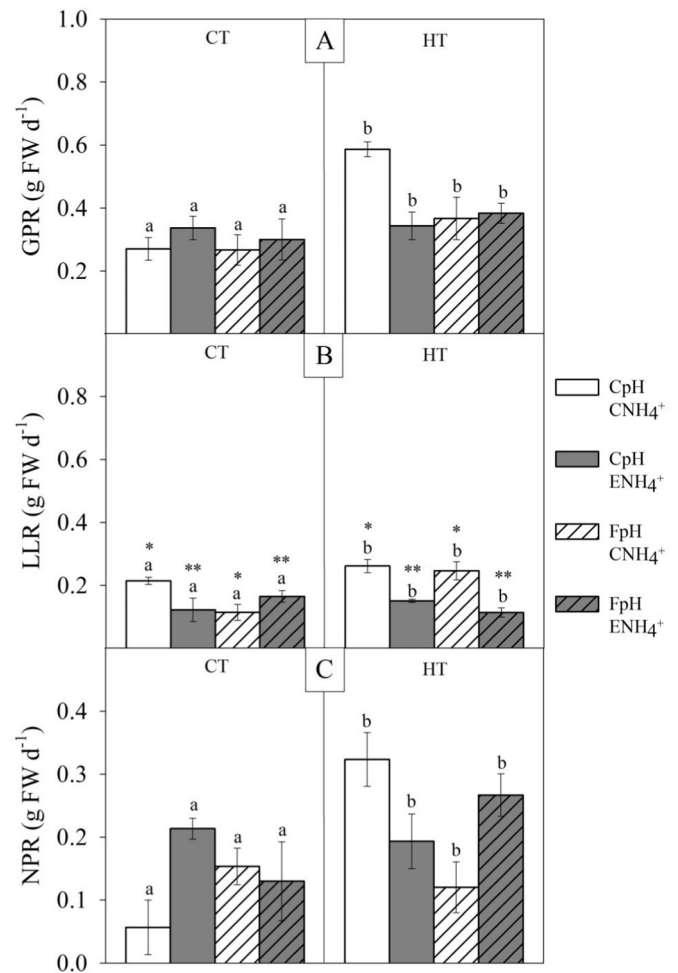 1.0
CT
A
HT
0.8
GPR (g FW d⁻¹)
0.6
b
0.4
a
a
a
a
b
b
b
0.2
CT
B
HT
0.8
LLR (g FW d⁻¹)
0.6
0.4
*
**
*
**
a
a
a
a
*
**
*
**
b
b
b
b
0.2
CT
C
HT
0.4
NPR (g FW d⁻¹)
0.3
0.2
0.1
0.0
a
a
a
a
b
b
b
b
CpH
CNH₄⁺
CpH
ENH₄⁺
FpH
CNH₄⁺
FpH
ENH₄⁺